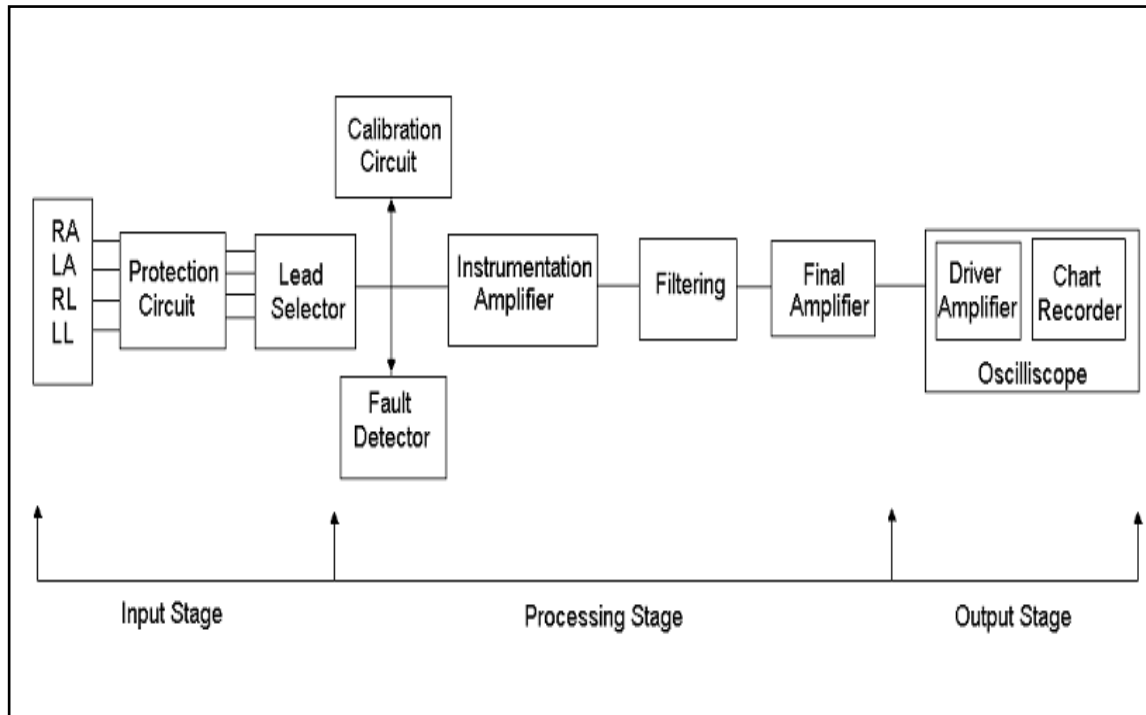 Calibration
Circuit
RA
LA
RL
LL
Protection
Circuit
Lead
Selector
Instrumentation
Amplifier
Filtering
Final
Amplifier
Driver
Amplifier
Chart
Recorder
Oscilliscope
Fault
Detector
Input Stage
Processing Stage
Output Stage